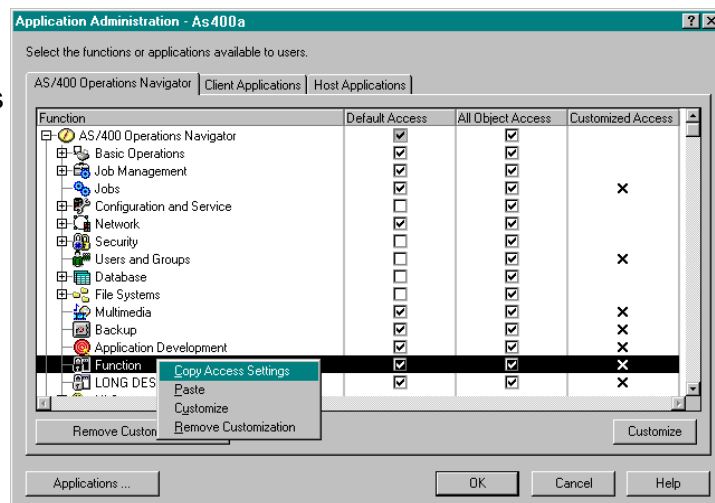 Application Administration - As400a
Select the functions or applications available to users.
s
AS/400 Operations Navigator Client Applications Host Applications
Function Default Access All Object Access Customized Access
AS/400 Operations Navigator
Basic Operations
Job Management
Jobs
Configuration and Service
Network
Security
Users and Groups
Database
File Systems
Multimedia
Backup
Application Development
Function
Copy Access Settings
LONG DES
Paste
Customize
Remove Customization
Remove Custom
Customize
Applications ... OK Cancel Help